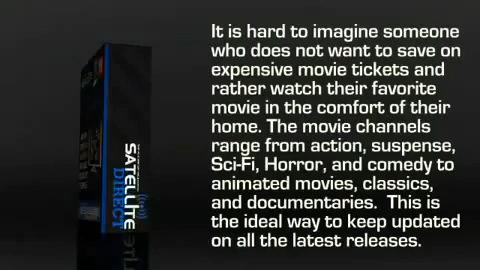 It is hard to imagine someone
who does not want to save on
expensive movie tickets and
rather watch their favorite
movie in the comfort of their
home. The movie channels
range from action, suspense,
Sci-Fi, Horror, and comedy to
animated movies, classics,
and documentaries.  This is
the ideal way to keep updated
on all the latest releases.
SATELLITE
DIRECT